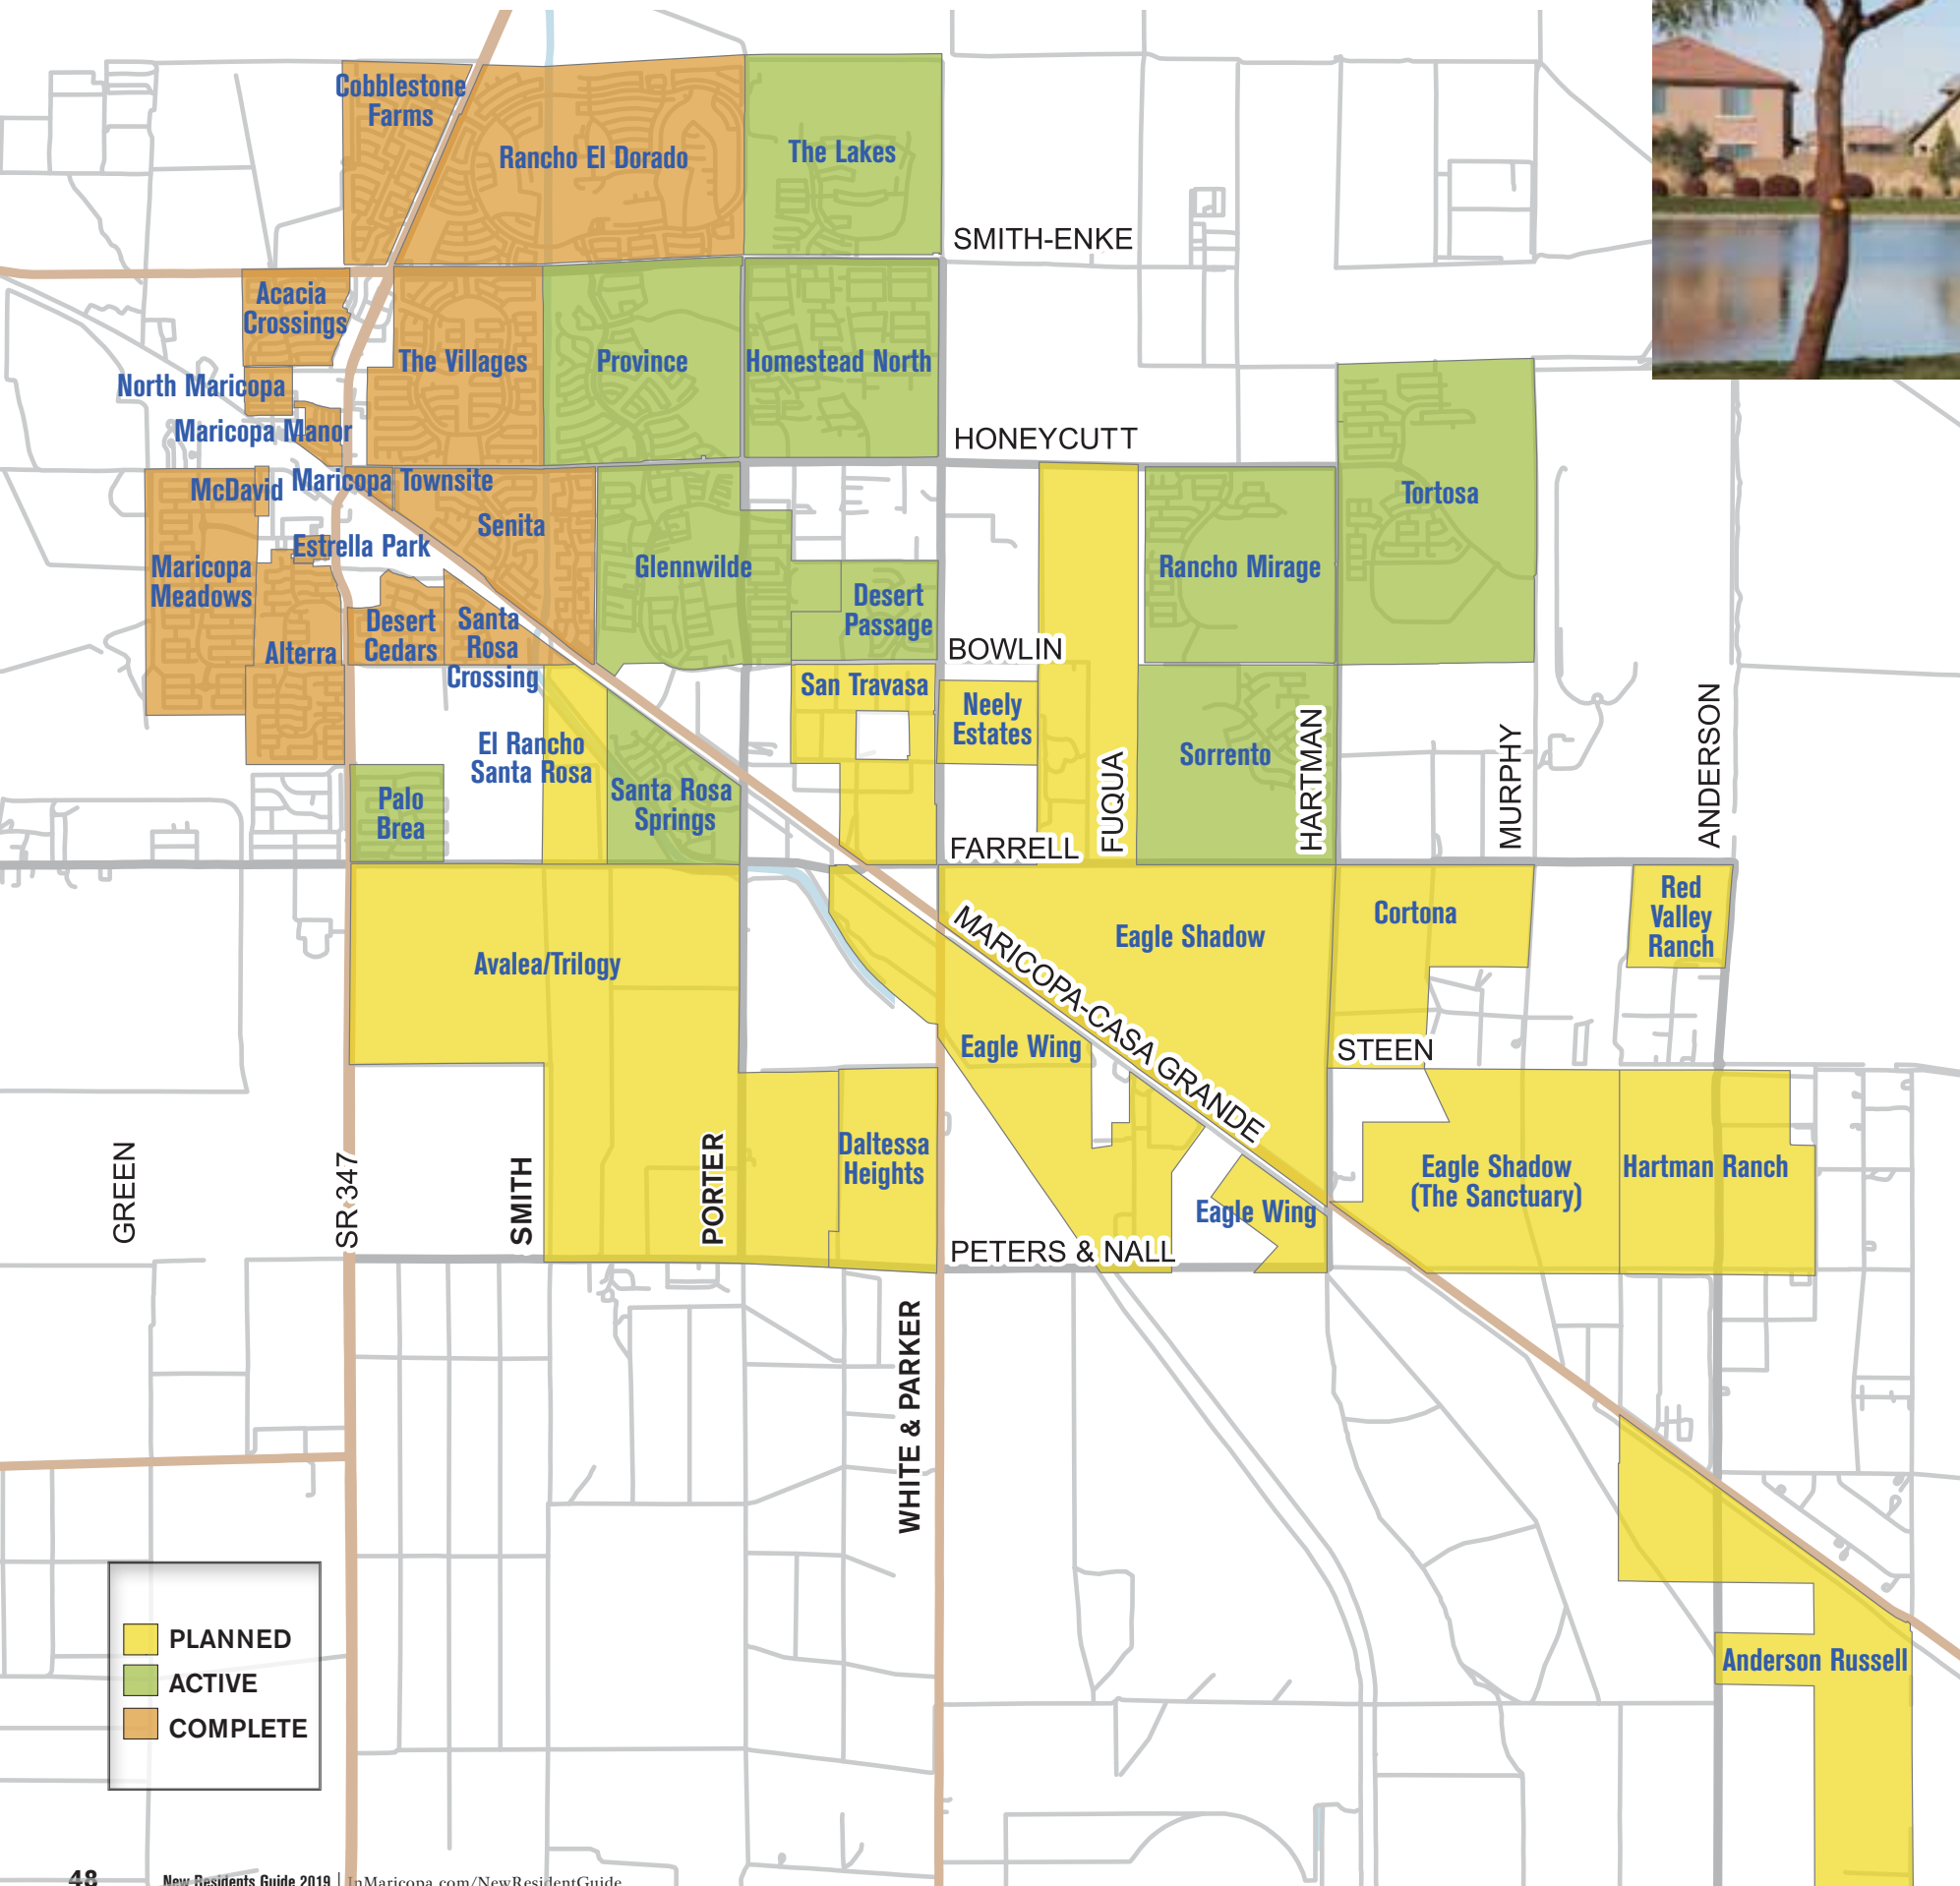 Cobblestone
Farms
Rancho El Dorado
The Lakes
SMITH-ENKE
Acacia
Crossings
The Villages
Province
Homestead North
North Maricopa
Maricopa Manor
HONEYCUTT
McDavid
Maricopa Townsite
Senita
Tortosa
Estrella Park
Maricopa
Meadows
Glennwilde
Rancho Mirage
Desert
Passage
Desert
Cedars
Santa
Rosa
Crossing
Alterra
BOWLIN
San Travasa
Neely
Estates
El Rancho
Santa Rosa
Sorrento
Santa Rosa
Springs
Palo
Brea
FUQUA
HARTMAN
MURPHY
ANDERSON
FARRELL
Avalea/Trilogy
Eagle Shadow
Cortona
Red
Valley
Ranch
MARICOPA-CASA GRANDE
Eagle Wing
STEEN
Daltessa
Heights
Eagle Shadow
(The Sanctuary)
Hartman Ranch
Eagle Wing
GREEN
SR 347
SMITH
PORTER
PETERS & NALL
WHITE & PARKER
PLANNED
ACTIVE
COMPLETE
Anderson Russell
48
New Residents Guide 2019 | InMaricopa.com/NewResidentGuide